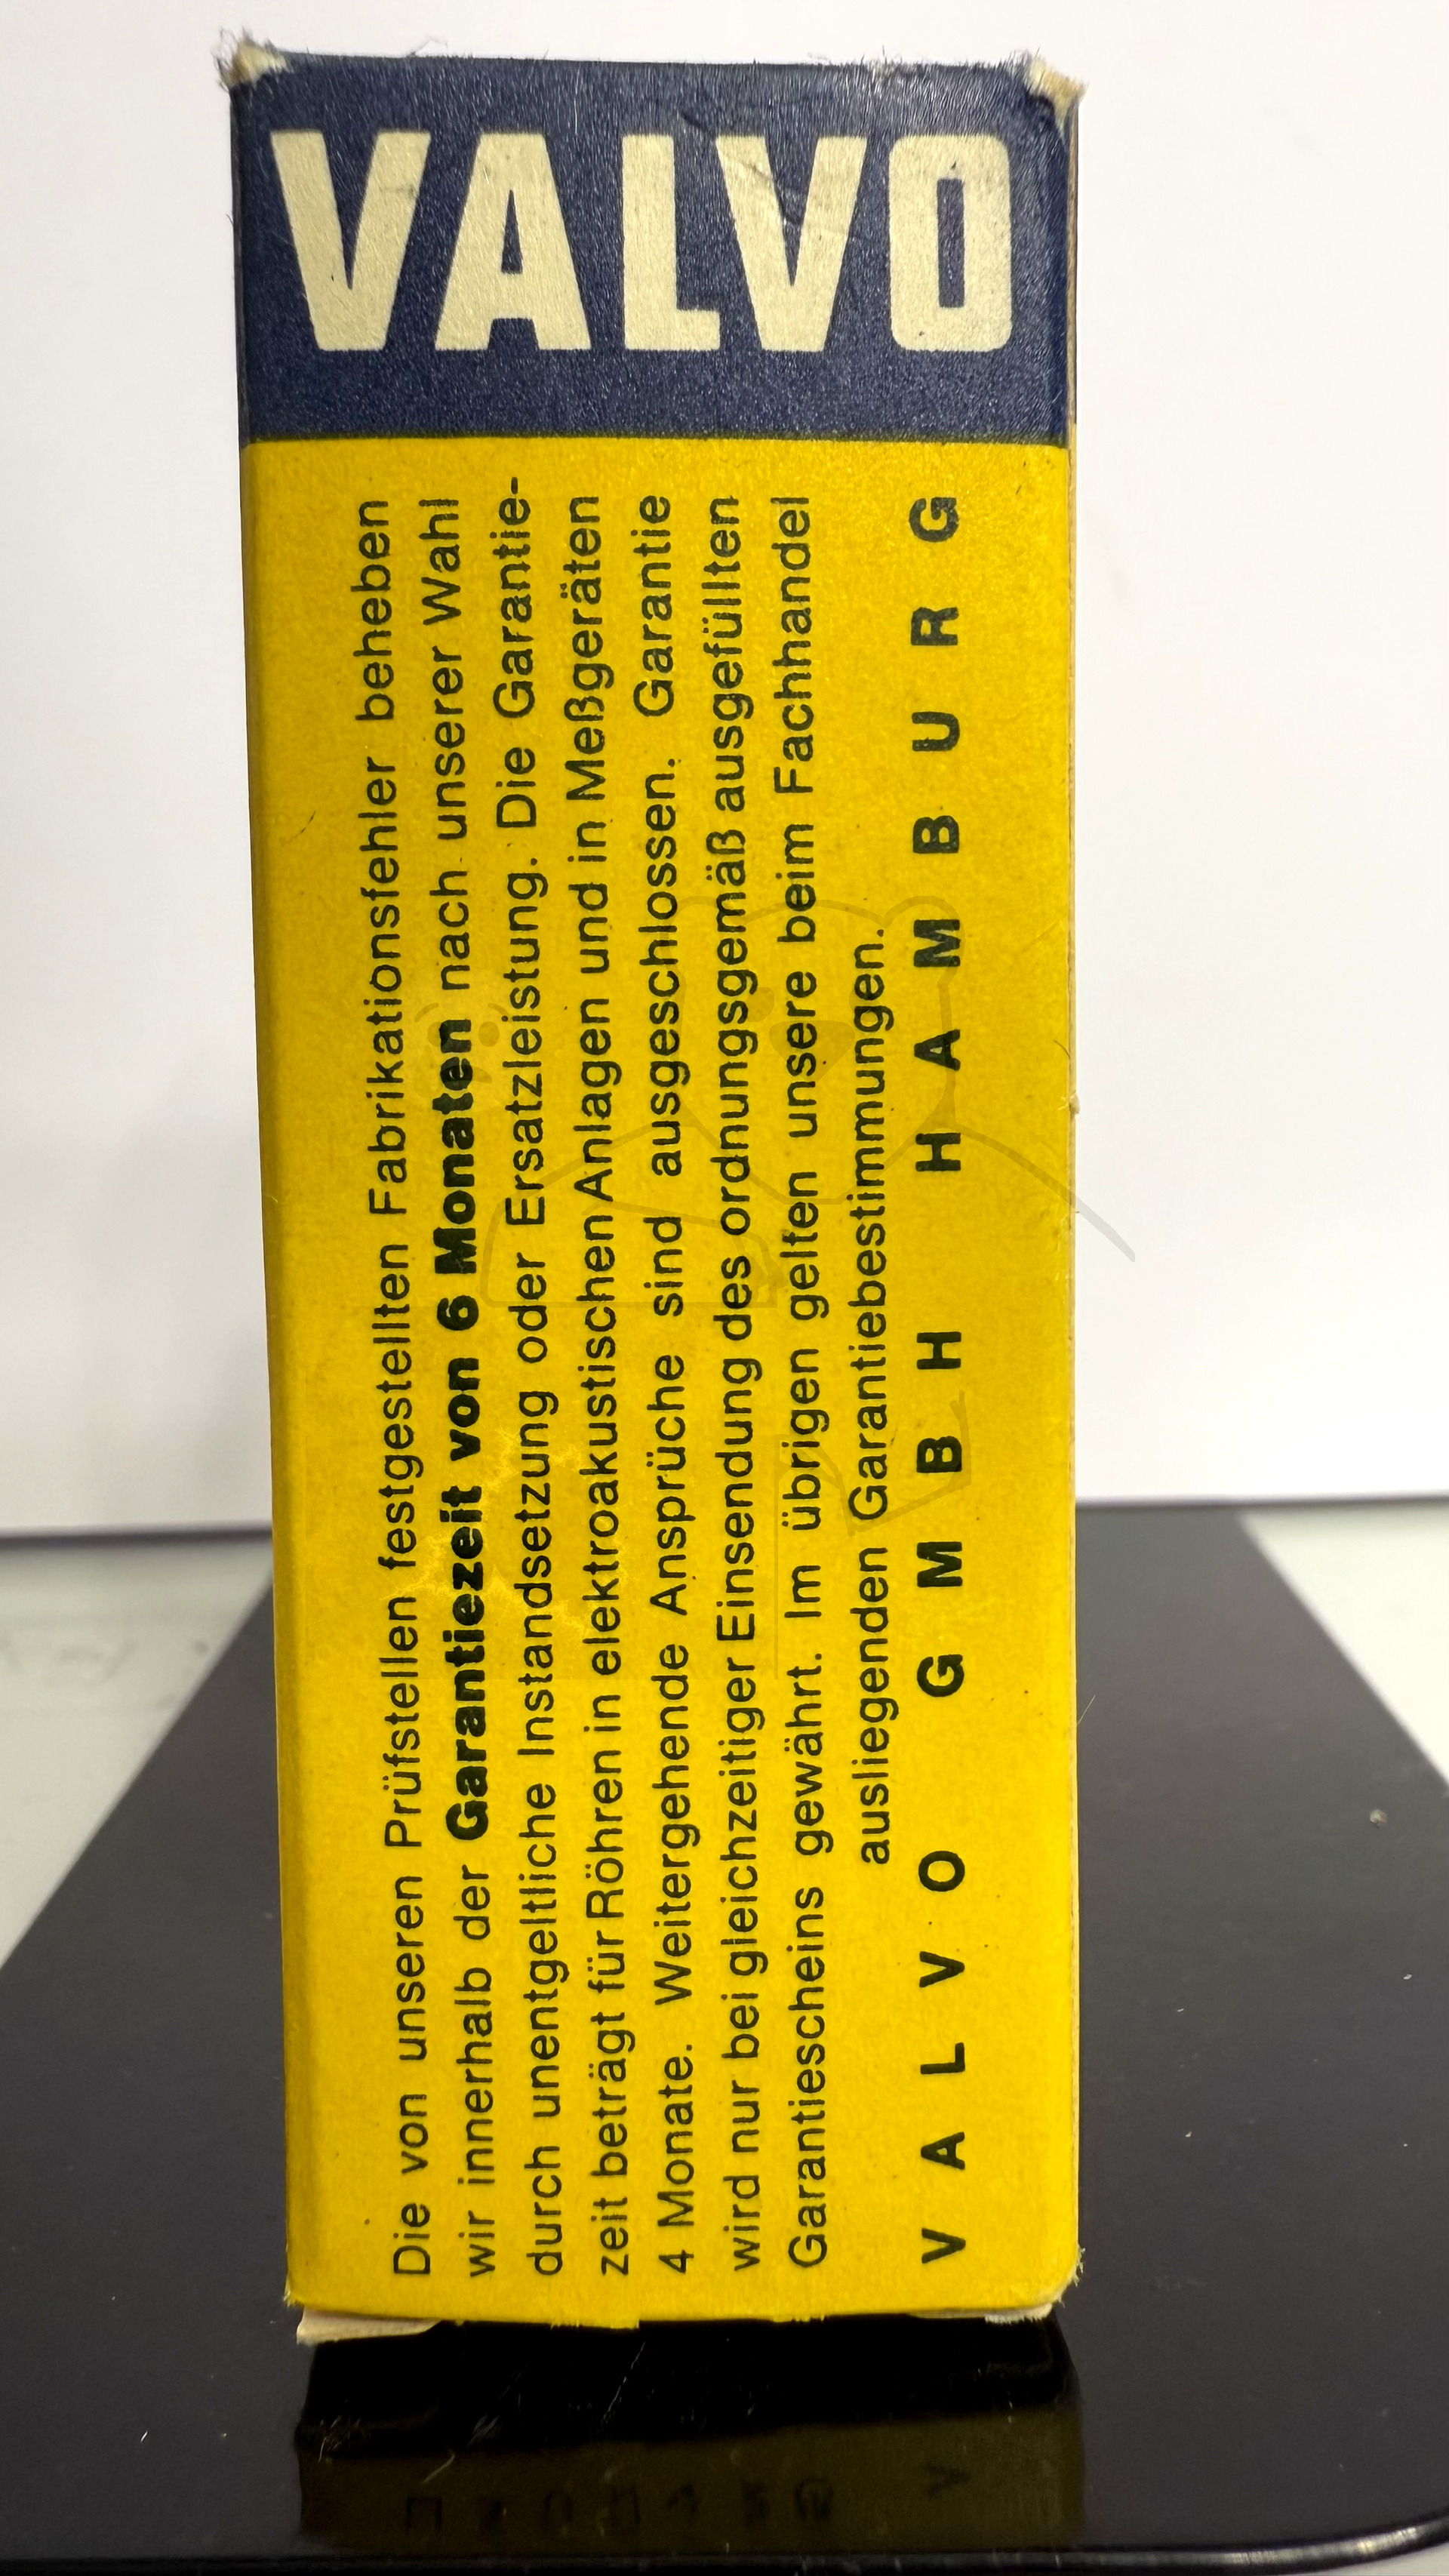 VALVO
Die von unseren Prüfstellen festgestellten Fabrikationsfehler beheben
wir innerhalb der Garantiezeit von 6 Monaten nach unserer Wahl
durch unentgeltliche Instandsetzung oder Ersatzleistung. Die Garantie-
zeit beträgt für Röhren in elektroakustischen Anlagen und in Meßgeräten
4 Monate. Weitergehende Ansprüche sind ausgeschlossen. Garantie
wird nur bei gleichzeitiger Einsendung des ordnungsgemäß ausgefüllten
Garantiescheins gewährt. Im übrigen gelten unsere beim Fachhandel
ausliegenden Garantiebestimmungen.
VALVO GMBH HAMBURG